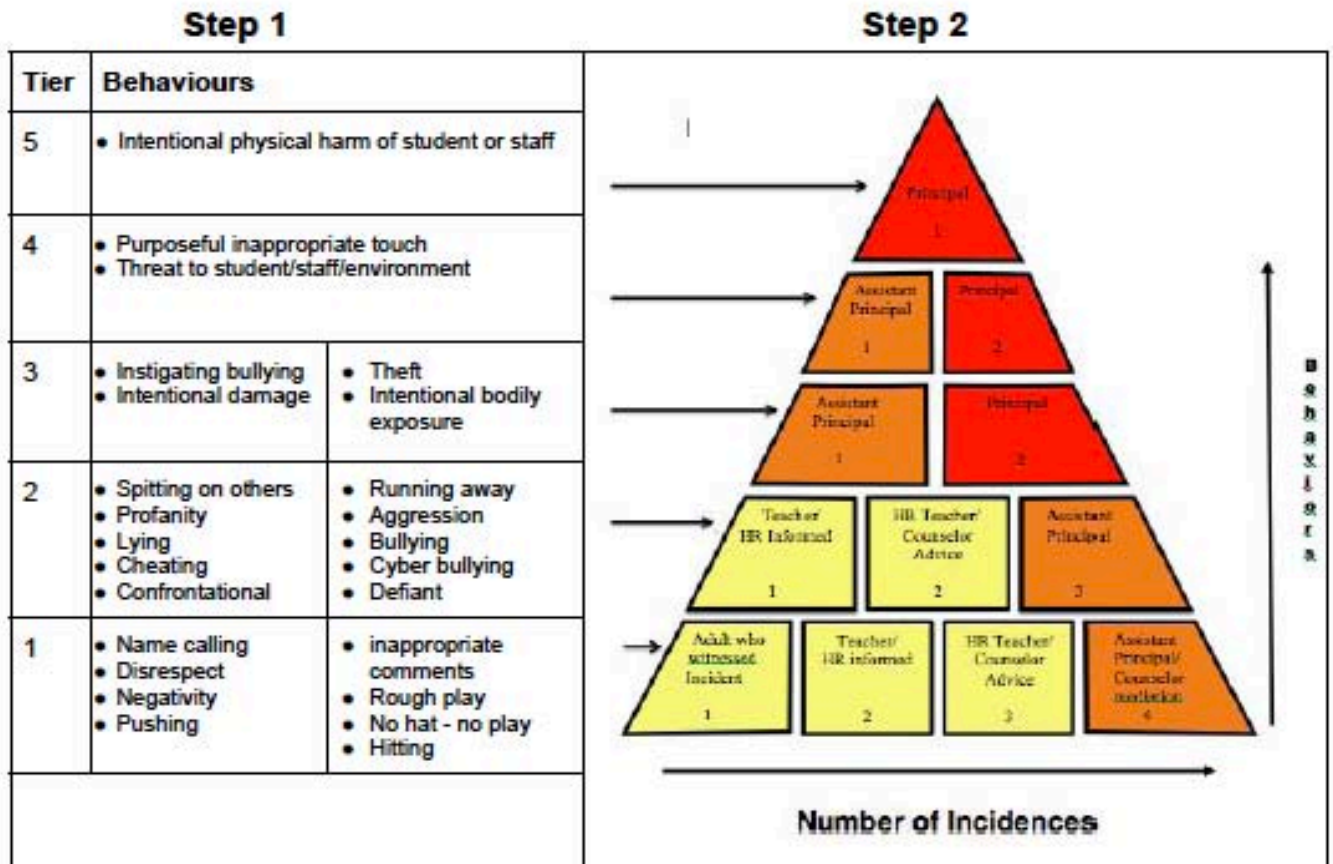 Step 1
Step 2
Tier
Behaviours
5
• Intentional physical harm of student or staff
4
• Purposeful inappropriate touch
• Threat to student/staff/environment
3
• Instigating bullying
• Intentional damage
• Theft
• Intentional bodily
exposure
2
• Spitting on others
• Profanity
• Lying
• Cheating
• Confrontational
• Running away
• Aggression
• Bullying
• Cyber bullying
• Defiant
1
• Name calling
• Disrespect
• Negativity
• Pushing
• inappropriate
comments
• Rough play
• No hat - no play
• Hitting
Principal
1
Assistant
Principal
1
Principal
2
Assistant
Principal
1
Principal
2
Teacher/
HR Informed
1
HR Teacher/
Counselor
Advice
2
Assistant
Principal
3
Adult who
witnessed
Incident
1
Teacher/
HR informed
2
HR Teacher/
Counselor
Advice
3
Assistant
Principal/
Counselor
mediation
4
Behaviors
Number of Incidences